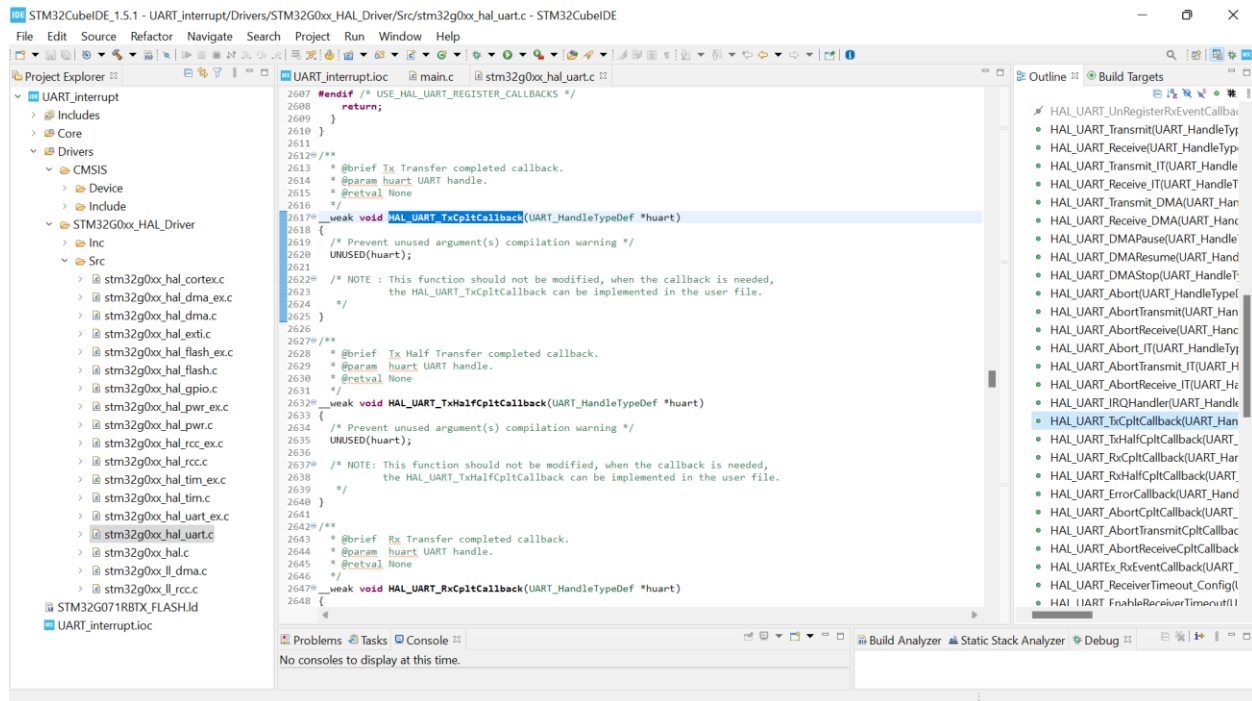 IDE STM32CubeIDE_1.5.1 - UART_interrupt/Drivers/STM32G0xx_HAL_Driver/Src/stm32g0xx_hal_uart.c - STM32CubeIDE
File Edit Source Refactor Navigate Search Project Run Window Help
Project Explorer
UART_interrupt
Includes
Core
Drivers
CMSIS
Device
Include
STM32G0xx_HAL_Driver
Inc
Src
stm32g0xx_hal_cortex.c
stm32g0xx_hal_dma_ex.c
stm32g0xx_hal_dma.c
stm32g0xx_hal_exti.c
stm32g0xx_hal_flash_ex.c
stm32g0xx_hal_flash.c
stm32g0xx_hal_gpio.c
stm32g0xx_hal_pwr_ex.c
stm32g0xx_hal_pwr.c
stm32g0xx_hal_rcc_ex.c
stm32g0xx_hal_rcc.c
stm32g0xx_hal_tim_ex.c
stm32g0xx_hal_tim.c
stm32g0xx_hal_uart_ex.c
stm32g0xx_hal_uart.c
stm32g0xx_hal.c
stm32g0xx_ll_dma.c
stm32g0xx_ll_rcc.c
STM32G071RBTX_FLASH.ld
UART_interrupt.ioc
UART_interrupt.ioc main.c stm32g0xx_hal_uart.c
2607 #endif /* USE_HAL_UART_REGISTER_CALLBACKS */
2608 return;
2609 }
2610 }
2611
2612 /**
2613 * @brief Tx Transfer completed callback.
2614 * @param huart UART handle.
2615 * @retval None
2616 */
2617 __weak void HAL_UART_TxCpltCallback(UART_HandleTypeDef *huart)
2618 {
2619 /* Prevent unused argument(s) compilation warning */
2620 UNUSED(huart);
2621
2622 /* NOTE : This function should not be modified, when the callback is needed,
2623 the HAL_UART_TxCpltCallback can be implemented in the user file.
2624 */
2625 }
2626
2627 /**
2628 * @brief Tx Half Transfer completed callback.
2629 * @param huart UART handle.
2630 * @retval None
2631 */
2632 __weak void HAL_UART_TxHalfCpltCallback(UART_HandleTypeDef *huart)
2633 {
2634 /* Prevent unused argument(s) compilation warning */
2635 UNUSED(huart);
2636
2637 /* NOTE: This function should not be modified, when the callback is needed,
2638 the HAL_UART_TxHalfCpltCallback can be implemented in the user file.
2639 */
2640 }
2641
2642 /**
2643 * @brief Rx Transfer completed callback.
2644 * @param huart UART handle.
2645 * @retval None
2646 */
2647 __weak void HAL_UART_RxCpltCallback(UART_HandleTypeDef *huart)
2648 {
Outline Build Targets
HAL_UART_UnRegisterRxEventCallbac
HAL_UART_Transmit(UART_HandleTyp
HAL_UART_Receive(UART_HandleType
HAL_UART_Transmit_IT(UART_Handle
HAL_UART_Receive_IT(UART_HandleT
HAL_UART_Transmit_DMA(UART_Han
HAL_UART_Receive_DMA(UART_Hand
HAL_UART_DMAPause(UART_Handle
HAL_UART_DMAResume(UART_Hand
HAL_UART_DMAStop(UART_HandleT
HAL_UART_Abort(UART_HandleTypeD
HAL_UART_AbortTransmit(UART_Han
HAL_UART_AbortReceive(UART_Hanc
HAL_UART_Abort_IT(UART_HandleTyp
HAL_UART_AbortTransmit_IT(UART_H
HAL_UART_AbortReceive_IT(UART_Ha
HAL_UART_IRQHandler(UART_Handle
HAL_UART_TxCpltCallback(UART_Han
HAL_UART_TxHalfCpltCallback(UART_
HAL_UART_RxCpltCallback(UART_Har
HAL_UART_RxHalfCpltCallback(UART
HAL_UART_ErrorCallback(UART_Hand
HAL_UART_AbortCpltCallback(UART_
HAL_UART_AbortTransmitCpltCallbac
HAL_UART_AbortReceiveCpltCallback
HAL_UARTEx_RxEventCallback(UART_
HAL_UART_ReceiverTimeout_Config(U
HAL_UART_EnableReceiverTimeout(U
Problems Tasks Console
No consoles to display at this time.
Build Analyzer Static Stack Analyzer Debug